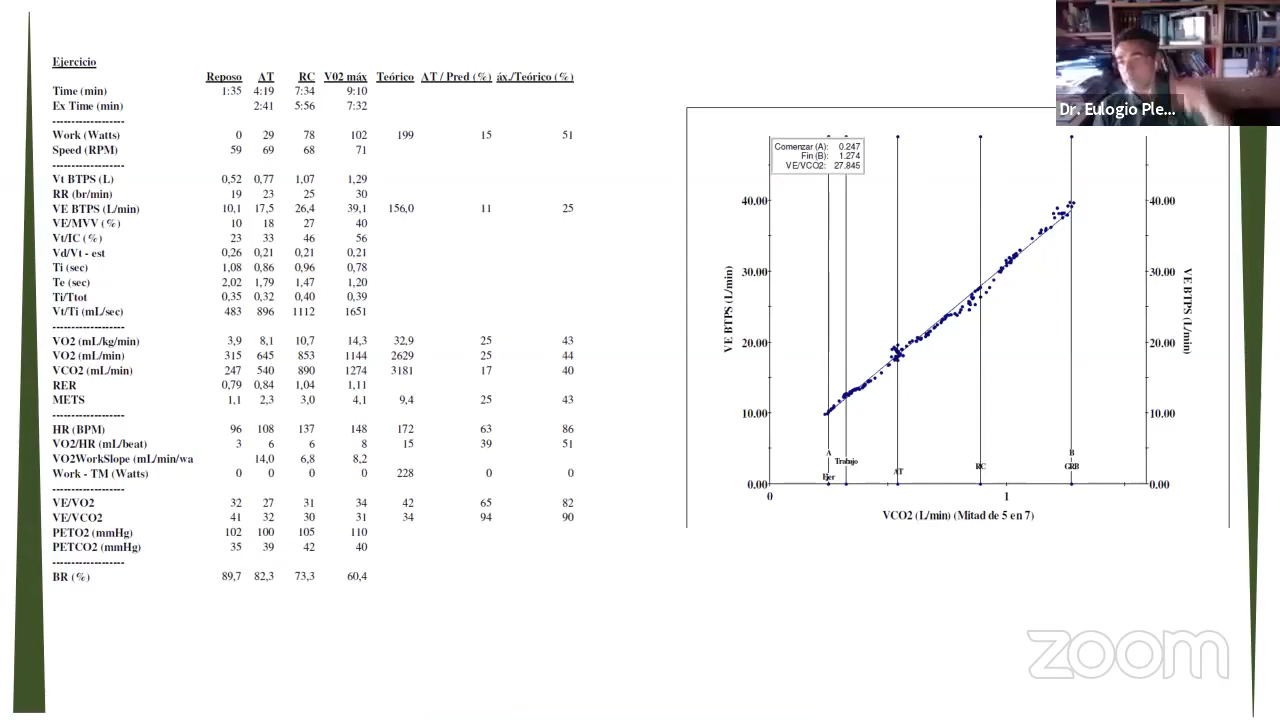 Ejercicio
Reposo AT RC V02 máx Teórico AT / Pred (%) áx./Teórico (%)
Time (min) 1:35 4:19 7:34 9:10
Ex Time (min) 2:41 5:56 7:32
-------------------
Work (Watts) 0 29 78 102 199 15 51
Speed (RPM) 59 69 68 71
-------------------
Vt BTPS (L) 0,52 0,77 1,07 1,29
RR (br/min) 19 23 25 30
VE BTPS (L/min) 10,1 17,5 26,4 39,1 156,0 11 25
VE/MVV (%) 10 18 27 40
Vt/IC (%) 23 33 46 56
Vd/Vt - est 0,26 0,21 0,21 0,21
Ti (sec) 1,08 0,86 0,96 0,78
Te (sec) 2,02 1,79 1,47 1,20
Ti/Ttot 0,35 0,32 0,40 0,39
Vt/Ti (mL/sec) 483 896 1112 1651
-------------------
VO2 (mL/kg/min) 3,9 8,1 10,7 14,3 32,9 25 43
VO2 (mL/min) 315 645 853 1144 2629 25 44
VCO2 (mL/min) 247 540 890 1274 3181 17 40
RER 0,79 0,84 1,04 1,11
METS 1,1 2,3 3,0 4,1 9,4 25 43
-------------------
HR (BPM) 96 108 137 148 172 63 86
VO2/HR (mL/beat) 3 6 6 8 15 39 51
VO2WorkSlope (mL/min/wa 14,0 6,8 8,2
Work - TM (Watts) 0 0 0 0 228 0 0
-------------------
VE/VO2 32 27 31 34 42 65 82
VE/VCO2 41 32 30 31 34 94 90
PETO2 (mmHg) 102 100 105 110
PETCO2 (mmHg) 35 39 42 40
-------------------
BR (%) 89,7 82,3 73,3 60,4
Dr. Eulogio Ple...
Comenzar (A): 0.247
Fin (B): 1.274
VE/VCO2: 27.845
40.00 40.00
30.00 30.00
20.00 20.00
10.00 10.00
0.00 0.00
VE BTPS (L/min)
VE BTPS (L/min)
A B
Trabajo
AT RC GRB
Ejer
0 1
VCO2 (L/min) (Mitad de 5 en 7)
zoom